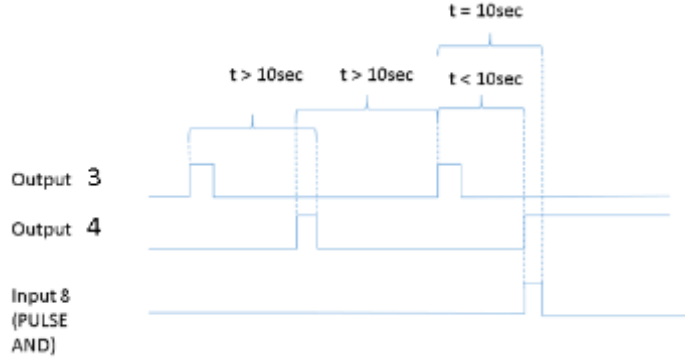 t = 10sec
t > 10sec
t > 10sec
t < 10sec
Output 3
Output 4
Input 8
(PULSE
AND]